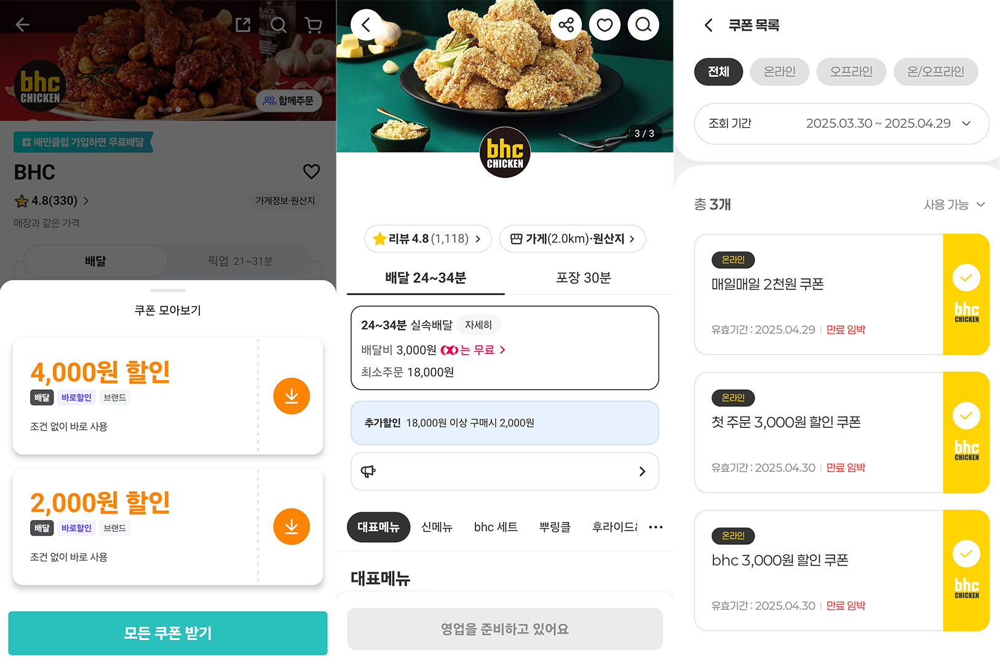 bhc
CHICKEN
함께주문
배민클럽 가입하면 무료배달
BHC
4.8(330)
가게정보·원산지
매장과 같은 가격
배달
픽업 21~31분
쿠폰 모아보기
4,000원 할인
배달 바로할인 브랜드
조건 없이 바로 사용
2,000원 할인
배달 바로할인 브랜드
조건 없이 바로 사용
모든 쿠폰 받기
3 / 3
bhc
CHICKEN
리뷰 4.8 (1,118)
가게(2.0km)·원산지
배달 24~34분
포장 30분
24~34분 실속배달 자세히
배달비 3,000원 는 무료
최소주문 18,000원
추가할인 18,000원 이상 구매시 2,000원
대표메뉴 신메뉴 bhc 세트 뿌링클 후라이드&
대표메뉴
영업을 준비하고 있어요
쿠폰 목록
전체 온라인 오프라인 온/오프라인
조회 기간 2025.03.30 ~ 2025.04.29
총 3개
사용 가능
온라인
매일매일 2천원 쿠폰
유효기간 : 2025.04.29 | 만료 임박
bhc
CHICKEN
온라인
첫 주문 3,000원 할인 쿠폰
유효기간 : 2025.04.30 | 만료 임박
bhc
CHICKEN
온라인
bhc 3,000원 할인 쿠폰
유효기간 : 2025.04.30 | 만료 임박
bhc
CHICKEN